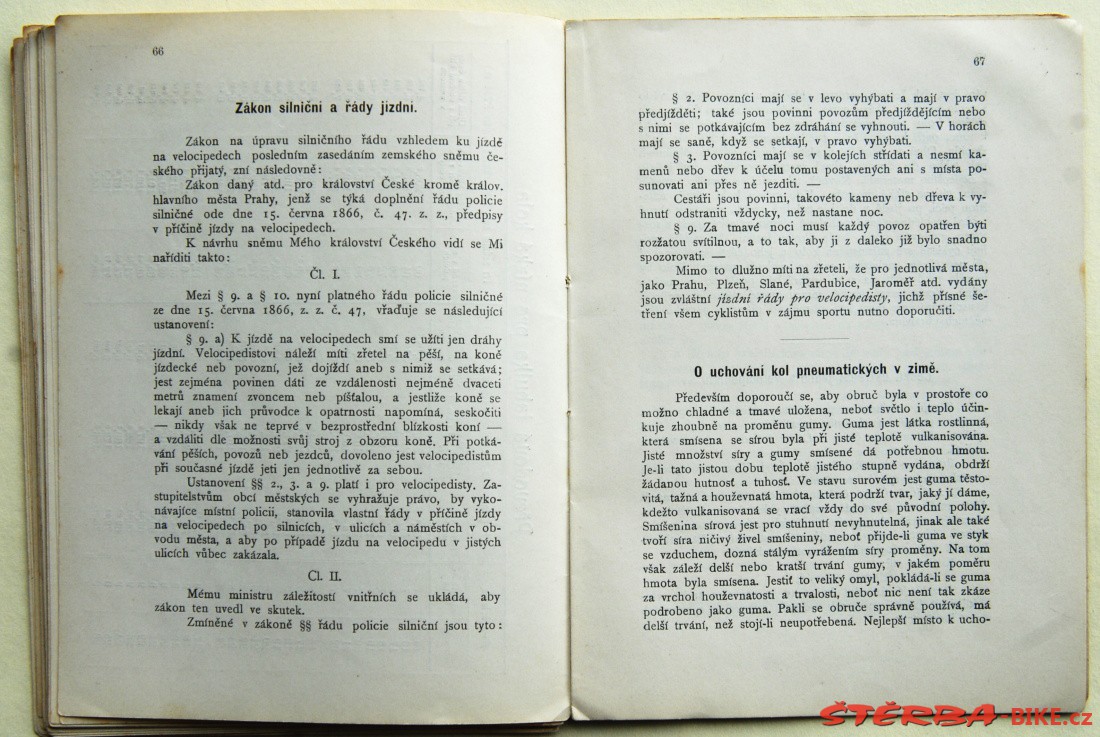 66
Zákon silniční a řády jízdní.
Zákon na úpravu silničního řádu vzhledem ku jízdě
na velocipedech posledním zasedáním zemského sněmu če-
ského přijatý, zní následovně:
Zákon daný atd. pro království České kromě králov.
hlavního města Prahy, jenž se týká doplnění řádu policie
silničné ode dne 15. června 1866, č. 47. z. z., předpisy
v příčině jízdy na velocipedech.
K návrhu sněmu Mého království Českého vidí se Mi
naříditi takto:
Čl. I.
Mezi § 9. a § 10. nyní platného řádu policie silničné
ze dne 15. června 1866, z. z. č. 47, vřaďuje se následující
ustanovení:
§ 9. a) K jízdě na velocipedech smí se užíti jen dráhy
jízdní. Velocipedistovi náleží míti zřetel na pěší, na koně
jízdecké neb povozní, jež dojíždí aneb s nimiž se setkává;
jest zejména povinen dáti ze vzdálenosti nejméně dvaceti
metrů znamení zvoncem neb píšťalou, a jestliže koně se
lekají aneb jich průvodce k opatrnosti napomíná, seskočiti
— nikdy však ne teprvé v bezprostřední blízkosti koní —
a vzdáliti dle možnosti svůj stroj z obzoru koně. Při potká-
vání pěších, povozů neb jezdců, dovoleno jest velocipedistům
při současné jízdě jeti jen jednotlivě za sebou.
Ustanovení §§ 2., 3. a 9. platí i pro velocipedisty. Za-
stupitelstvům obcí městských se vyhražuje právo, by vyko-
návajíce místní policii, stanovila vlastní řády v příčině jízdy
na velocipedech po silnicích, v ulicích a náměstích v ob-
vodu města, a aby po případě jízdu na velocipedu v jistých
ulicích vůbec zakázala.
Cl. II.
Mému ministru záležitostí vnitřních se ukládá, aby
zákon ten uvedl ve skutek.
Zmíněné v zákoně §§ řádu policie silniční jsou tyto:
67
§ 2. Povozníci mají se v levo vyhýbati a mají v pravo
předjížděti; také jsou povinni povozům předjíždějícím nebo
s nimi se potkávajícím bez zdráhání se vyhnouti. — V horách
mají se saně, když se setkají, v pravo vyhýbati.
§ 3. Povozníci mají se v kolejích střídati a nesmí ka-
menů nebo dřev k účelu tomu postavených ani s místa po-
sunovati ani přes ně jezditi. —
Cestáři jsou povinni, takovéto kameny neb dřeva k vy-
hnutí odstraniti vždycky, než nastane noc.
§ 9. Za tmavé noci musí každý povoz opatřen býti
rozžatou svítilnou, a to tak, aby ji z daleko již bylo snadno
spozorovati. —
Mimo to dlužno míti na zřeteli, že pro jednotlivá města,
jako Prahu, Plzeň, Slané, Pardubice, Jaroměř atd. vydány
jsou zvláštní jízdní řády pro velocipedisty, jichž přísné še-
tření všem cyklistům v zájmu sportu nutno doporučiti.
O uchování kol pneumatických v zimě.
Především doporoučí se, aby obruč byla v prostoře co
možno chladné a tmavé uložena, neboť světlo i teplo účin-
kuje zhoubně na proměnu gumy. Guma jest látka rostlinná,
která smísena se sírou byla při jisté teplotě vulkanisována.
Jisté množství síry a gumy smísené dá potřebnou hmotu.
Je-li tato jistou dobu teplotě jistého stupně vydána, obdrží
žádanou hutnosť a tuhosť. Ve stavu surovém jest guma těsto-
vitá, tažná a houževnatá hmota, která podrží tvar, jaký jí dáme,
kdežto vulkanisovaná se vrací vždy do své původní polohy.
Smíšenina sírová jest pro stuhnutí nevyhnutelná, jinak ale také
tvoří síra ničivý živel smíšeniny, neboť přijde-li guma ve styk
se vzduchem, dozná stálým vyrážením síry proměny. Na tom
však záleží delší nebo kratší trvání gumy, v jakém poměru
hmota byla smísena. Jestiť to veliký omyl, pokládá-li se guma
za vrchol houževnatosti a trvalosti, neboť nic není tak zkáze
podrobeno jako guma. Pakli se obruče správně používá, má
delší trvání, než stojí-li neupotřebená. Nejlepší místo k ucho-
ŠTĚRBA-BIKE.cz